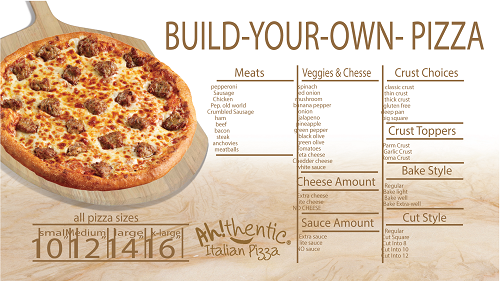 BUILD-YOUR-OWN- PIZZA
Meats
pepperoni
Sausage
Chicken
Pep. old world
Crumbled Sausage
ham
beef
bacon
steak
anchovies
meatballs
Veggies & Chesse
spinach
red onion
mushroom
banana pepper
onion
jalapeno
pineapple
green pepper
black olive
green olive
Tomatoes
feta cheese
Cheddar cheese
white sauce
Cheese Amount
Extra cheese
lite cheese
NO CHEESE
Sauce Amount
Extra sauce
lite sauce
NO sauce
Crust Choices
classic crust
thin crust
thick crust
gluten free
deep pan
big square
Crust Toppers
Parm Crust
Garlic Crust
Roma Crust
Bake Style
Regular
Bake light
Bake well
Bake Extra well
Cut Style
Regular
Cut Square
Cut Into 8
Cut Into 10
Cut Into 12
all pizza sizes
small Medium large x-large
10" 12" 14" 16"
Ah!thentic
Italian Pizza